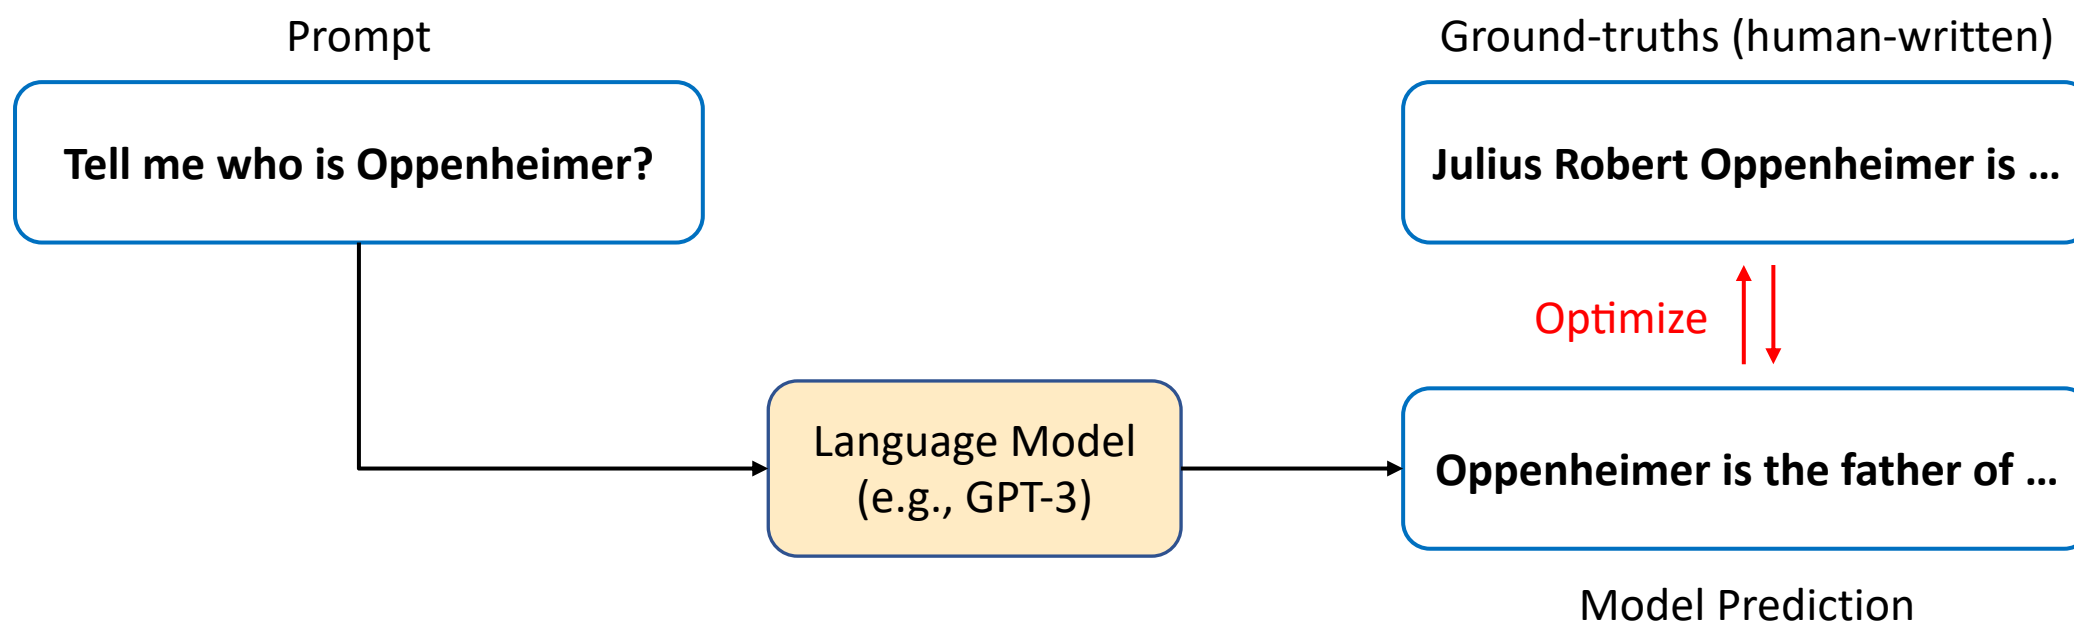 Prompt
Ground-truths (human-written)
Tell me who is Oppenheimer?
Julius Robert Oppenheimer is ...
Optimize
Language Model
(e.g., GPT-3)
Oppenheimer is the father of ...
Model Prediction